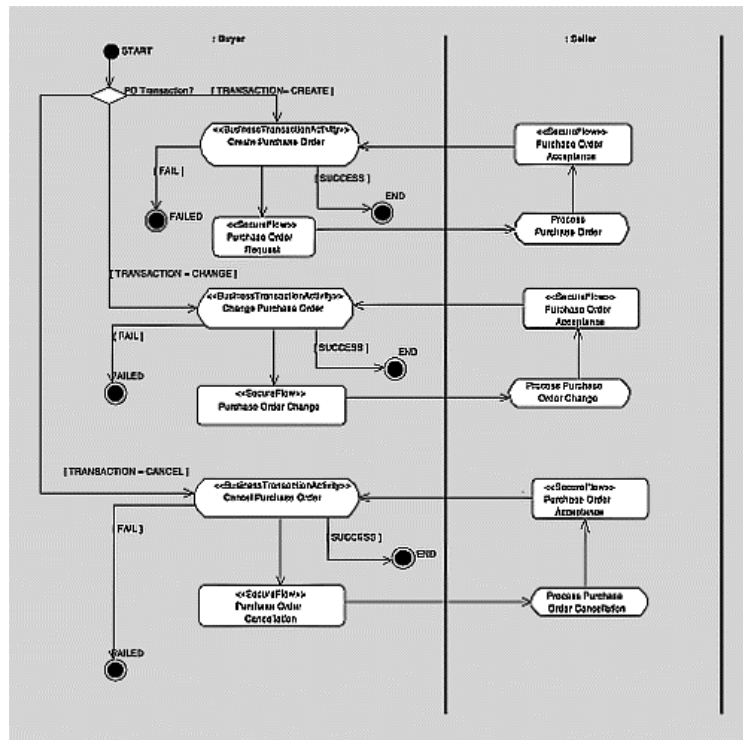 : Buyer
: Seller
START
PO Transaction?
[ TRANSACTION= CREATE ]
<<BusinessTransactionActivity>>
Create Purchase Order
<<SecureFlow>>
Purchase Order
Acceptance
[ FAIL ]
[ SUCCESS ]
END
FAILED
<<SecureFlow>>
Purchase Order
Request
Process
Purchase Order
[ TRANSACTION = CHANGE ]
<<BusinessTransactionActivity>>
Change Purchase Order
<<SecureFlow>>
Purchase Order
Acceptance
[ FAIL ]
[ SUCCESS ]
END
FAILED
<<SecureFlow>>
Purchase Order Change
Process Purchase
Order Change
[ TRANSACTION = CANCEL ]
<<BusinessTransactionActivity>>
Cancel Purchase Order
<<SecureFlow>>
Purchase Order
Acceptance
[ FAIL ]
[ SUCCESS ]
END
<<SecureFlow>>
Purchase Order
Cancellation
Process Purchase
Order Cancellation
FAILED